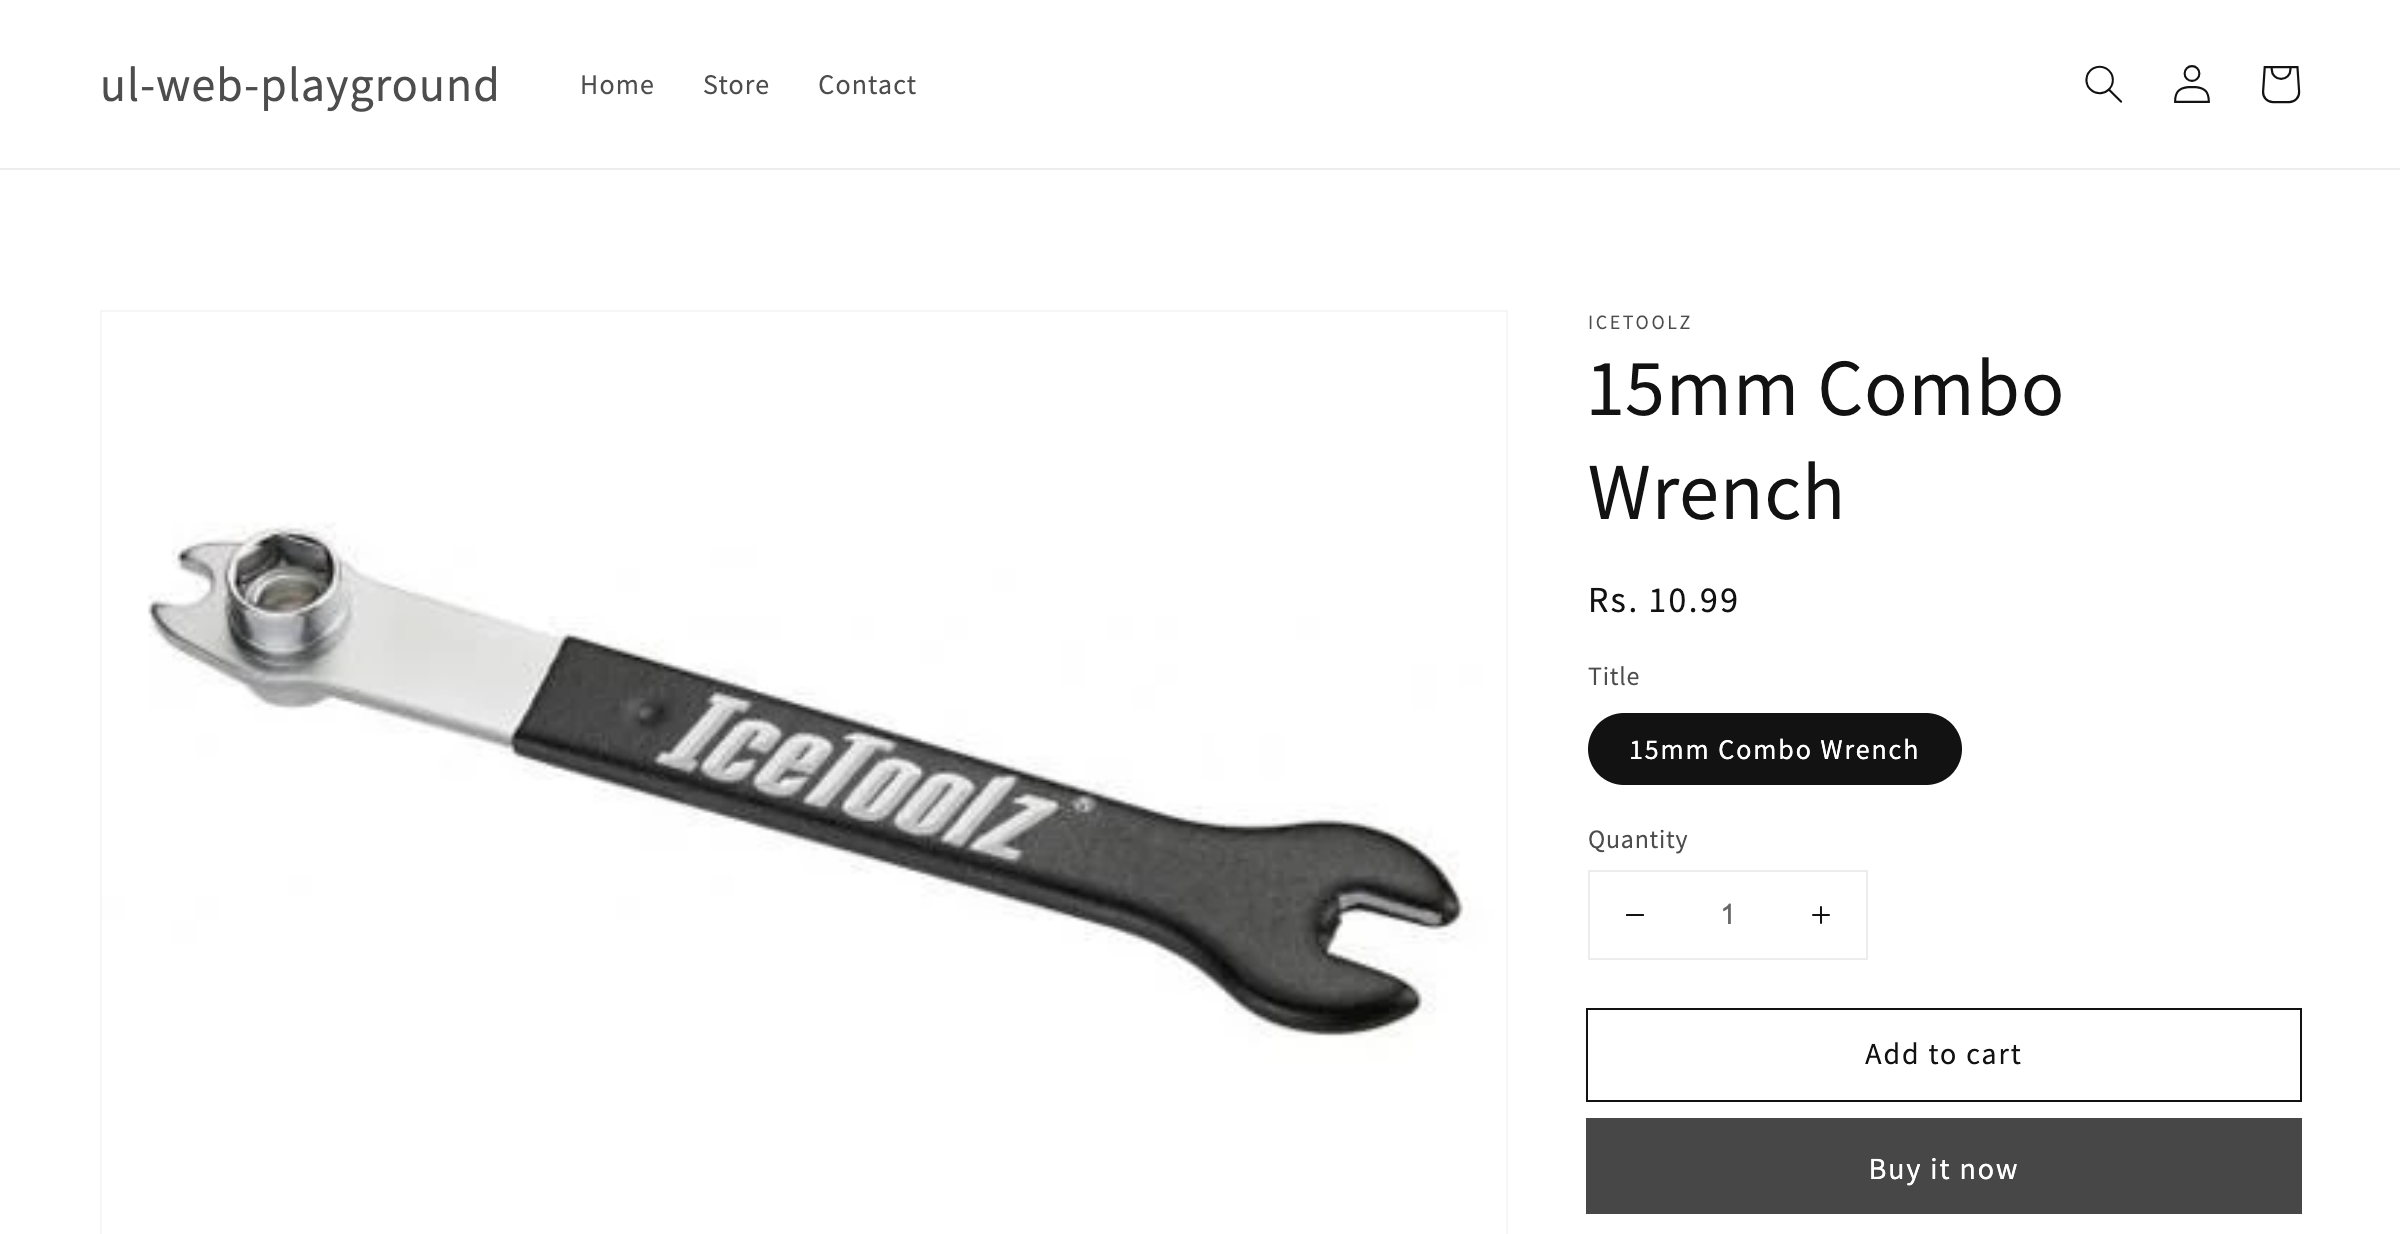 ul-web-playground
Home
Store
Contact
ICETOOLZ
15mm Combo
Wrench
Rs. 10.99
Title
15mm Combo Wrench
Quantity
− 1 +
Add to cart
Buy it now
IceToolz®